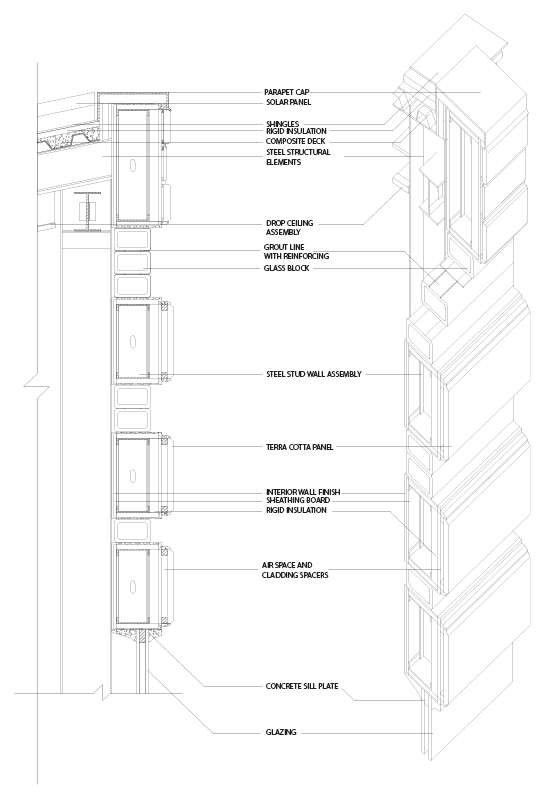 PARAPET CAP
SOLAR PANEL
SHINGLES
RIGID INSULATION
COMPOSITE DECK
STEEL STRUCTURAL
ELEMENTS
DROP CEILING
ASSEMBLY
GROUT LINE
WITH REINFORCING
GLASS BLOCK
STEEL STUD WALL ASSEMBLY
TERRA COTTA PANEL
INTERIOR WALL FINISH
SHEATHING BOARD
RIGID INSULATION
AIR SPACE AND
CLADDING SPACERS
CONCRETE SILL PLATE
GLAZING